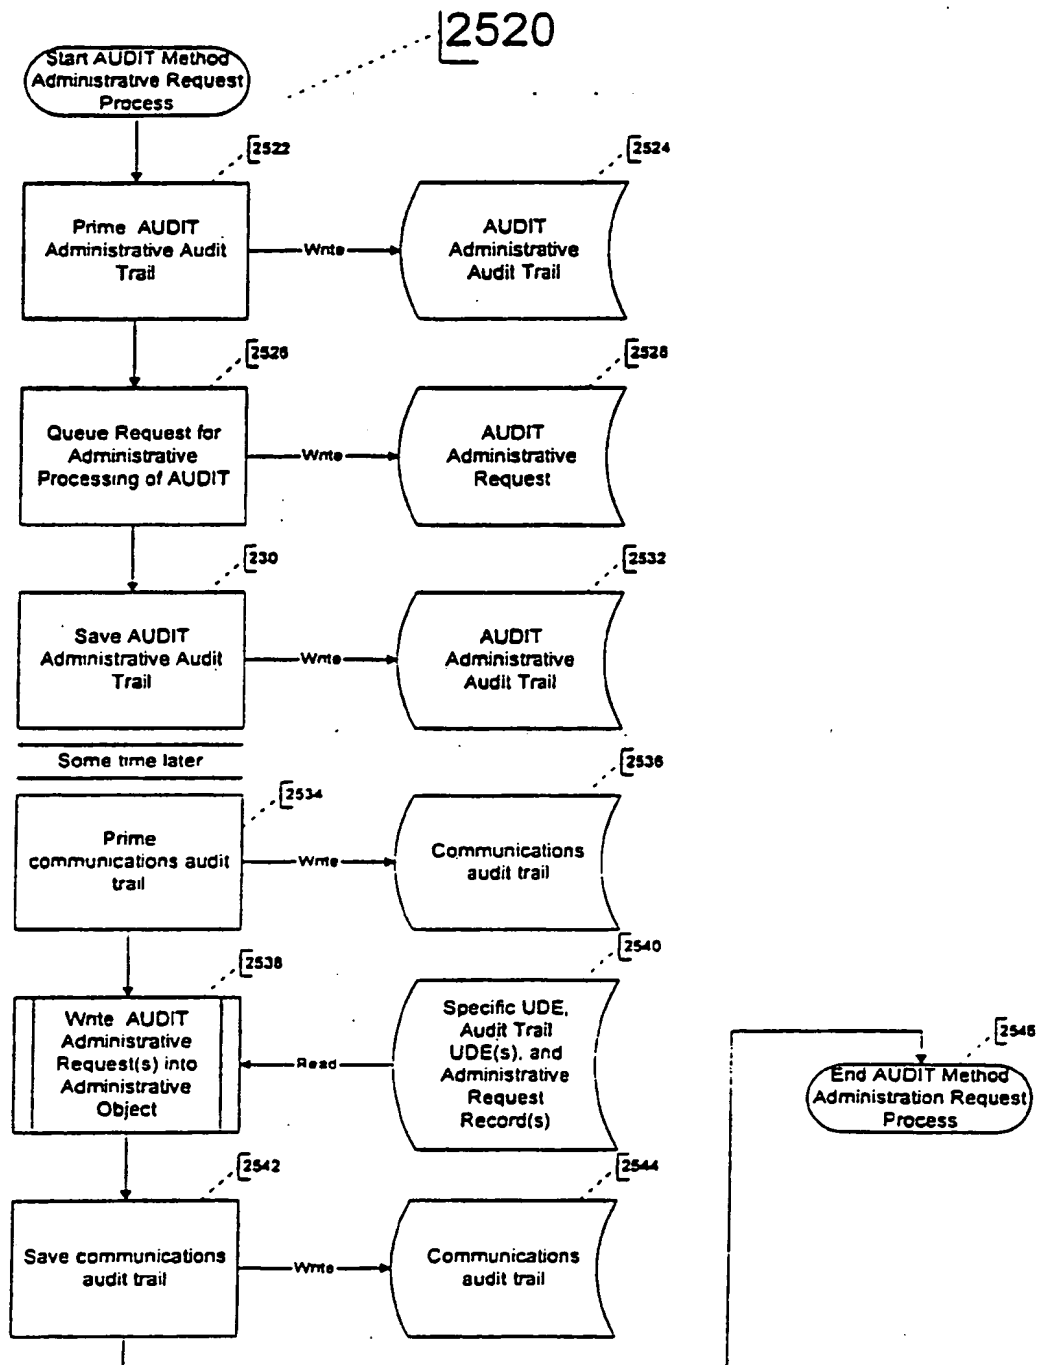 2520
Start AUDIT Method
Administrative Request
Process
2522
Prime AUDIT
Administrative Audit
Trail
Write
2524
AUDIT
Administrative
Audit Trail
2526
Queue Request for
Administrative
Processing of AUDIT
Write
2528
AUDIT
Administrative
Request
230
Save AUDIT
Administrative Audit
Trail
Write
2532
AUDIT
Administrative
Audit Trail
Some time later
2534
Prime
communications audit
trail
Write
2536
Communications
audit trail
2538
Write AUDIT
Administrative
Request(s) into
Administrative
Object
Read
2540
Specific UDE,
Audit Trail
UDE(s), and
Administrative
Request
Record(s)
2542
Save communications
audit trail
Write
2544
Communications
audit trail
2546
End AUDIT Method
Administration Request
Process